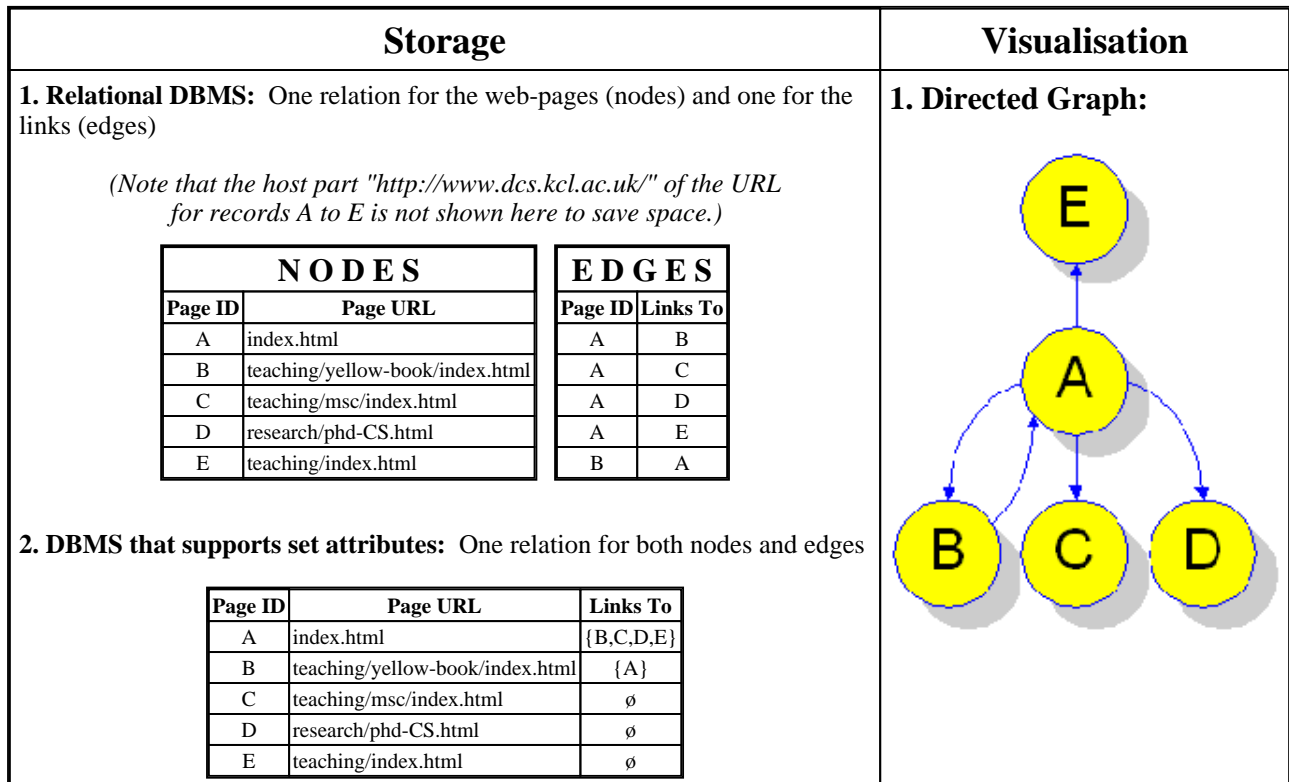 Storage
Visualisation
1. Relational DBMS: One relation for the web-pages (nodes) and one for the
links (edges)
(Note that the host part "http://www.dcs.kcl.ac.uk/" of the URL
for records A to E is not shown here to save space.)
N O D E S
Page ID Page URL
A index.html
B teaching/yellow-book/index.html
C teaching/msc/index.html
D research/phd-CS.html
E teaching/index.html
E D G E S
Page ID Links To
A B
A C
A D
A E
B A
2. DBMS that supports set attributes: One relation for both nodes and edges
Page ID Page URL Links To
A index.html {B,C,D,E}
B teaching/yellow-book/index.html {A}
C teaching/msc/index.html ø
D research/phd-CS.html ø
E teaching/index.html ø
1. Directed Graph:
E
A
B C D